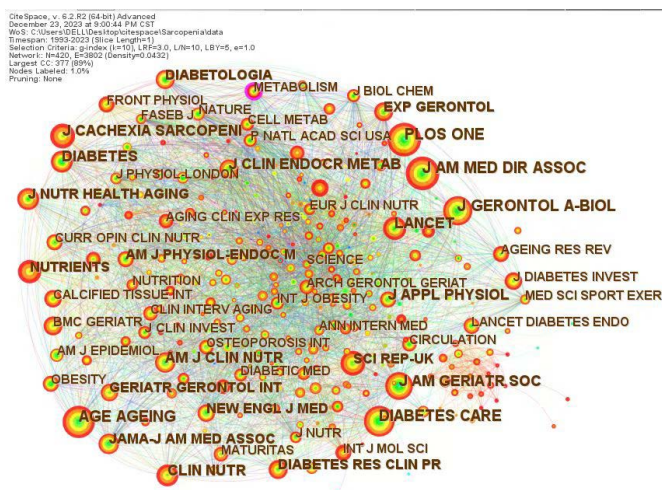 CiteSpace, v. 6.2.R2 (64-bit) Advanced
December 23, 2023 at 9:00:44 PM CST
WoS: C:\Users\DELL\Desktop\citespace\Sarcopenia\data
Timespan: 1993-2023 (Slice Length=1)
Selection Criteria: g-index (k=10), LRF=3.0, L/N=10, LBY=5, e=1.0
Network: N=420, E=3802 (Density=0.0432)
Largest CC: 377 (89%)
Nodes Labeled: 1.0%
Pruning: None
DIABETOLOGIA
METABOLISM
J BIOL CHEM
FRONT PHYSIOL
EXP GERONTOL
FASEB J
NATURE
CELL METAB
J CACHEXIA SARCOPENI
P NATL ACAD SCI USA
PLOS ONE
DIABETES
J CLIN ENDOCR METAB
J AM MED DIR ASSOC
J PHYSIOL-LONDON
J NUTR HEALTH AGING
EUR J CLIN NUTR
J GERONTOL A-BIOL
AGING CLIN EXP RES
LANCET
CURR OPIN CLIN NUTR
AGEING RES REV
AM J PHYSIOL-ENDOC M
SCIENCE
NUTRIENTS
J DIABETES INVEST
NUTRITION
ARCH GERONTOL GERIAT
CALCIFIED TISSUE INT
INT J OBESITY
J APPL PHYSIOL
MED SCI SPORT EXER
CLIN INTERV AGING
BMC GERIATR
LANCET DIABETES ENDO
J CLIN INVEST
ANN INTERN MED
OSTEOPOROSIS INT
CIRCULATION
AM J EPIDEMIOL
AM J CLIN NUTR
SCI REP-UK
DIABETIC MED
OBESITY
GERIATR GERONTOL INT
J AM GERIATR SOC
AGE AGEING
NEW ENGL J MED
DIABETES CARE
JAMA-J AM MED ASSOC
J NUTR
MATURITAS
INT J MOL SCI
CLIN NUTR
DIABETES RES CLIN PR